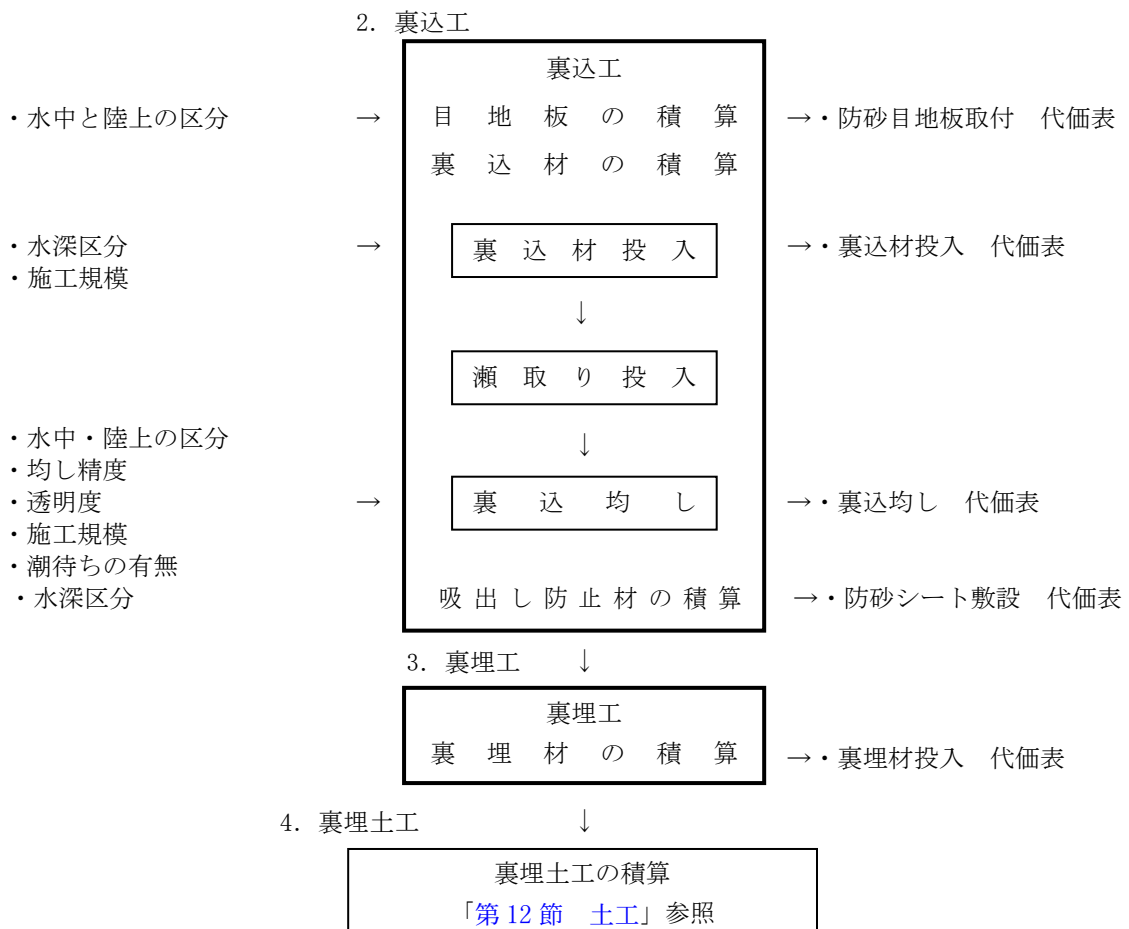 2. 裏込工
裏込工
・水中と陸上の区分 → 目地板の積算 →・防砂目地板取付 代価表
裏込材の積算
・水深区分 → 裏込材投入 →・裏込材投入 代価表
・施工規模
↓
瀬取り投入
・水中・陸上の区分 ↓
・均し精度
・透明度 → 裏込均し →・裏込均し 代価表
・施工規模
・潮待ちの有無
・水深区分 吸出し防止材の積算 →・防砂シート敷設 代価表
3. 裏埋工 ↓
裏埋工
裏埋材の積算 →・裏埋材投入 代価表
4. 裏埋土工 ↓
裏埋土工の積算
「第12節 土工」参照